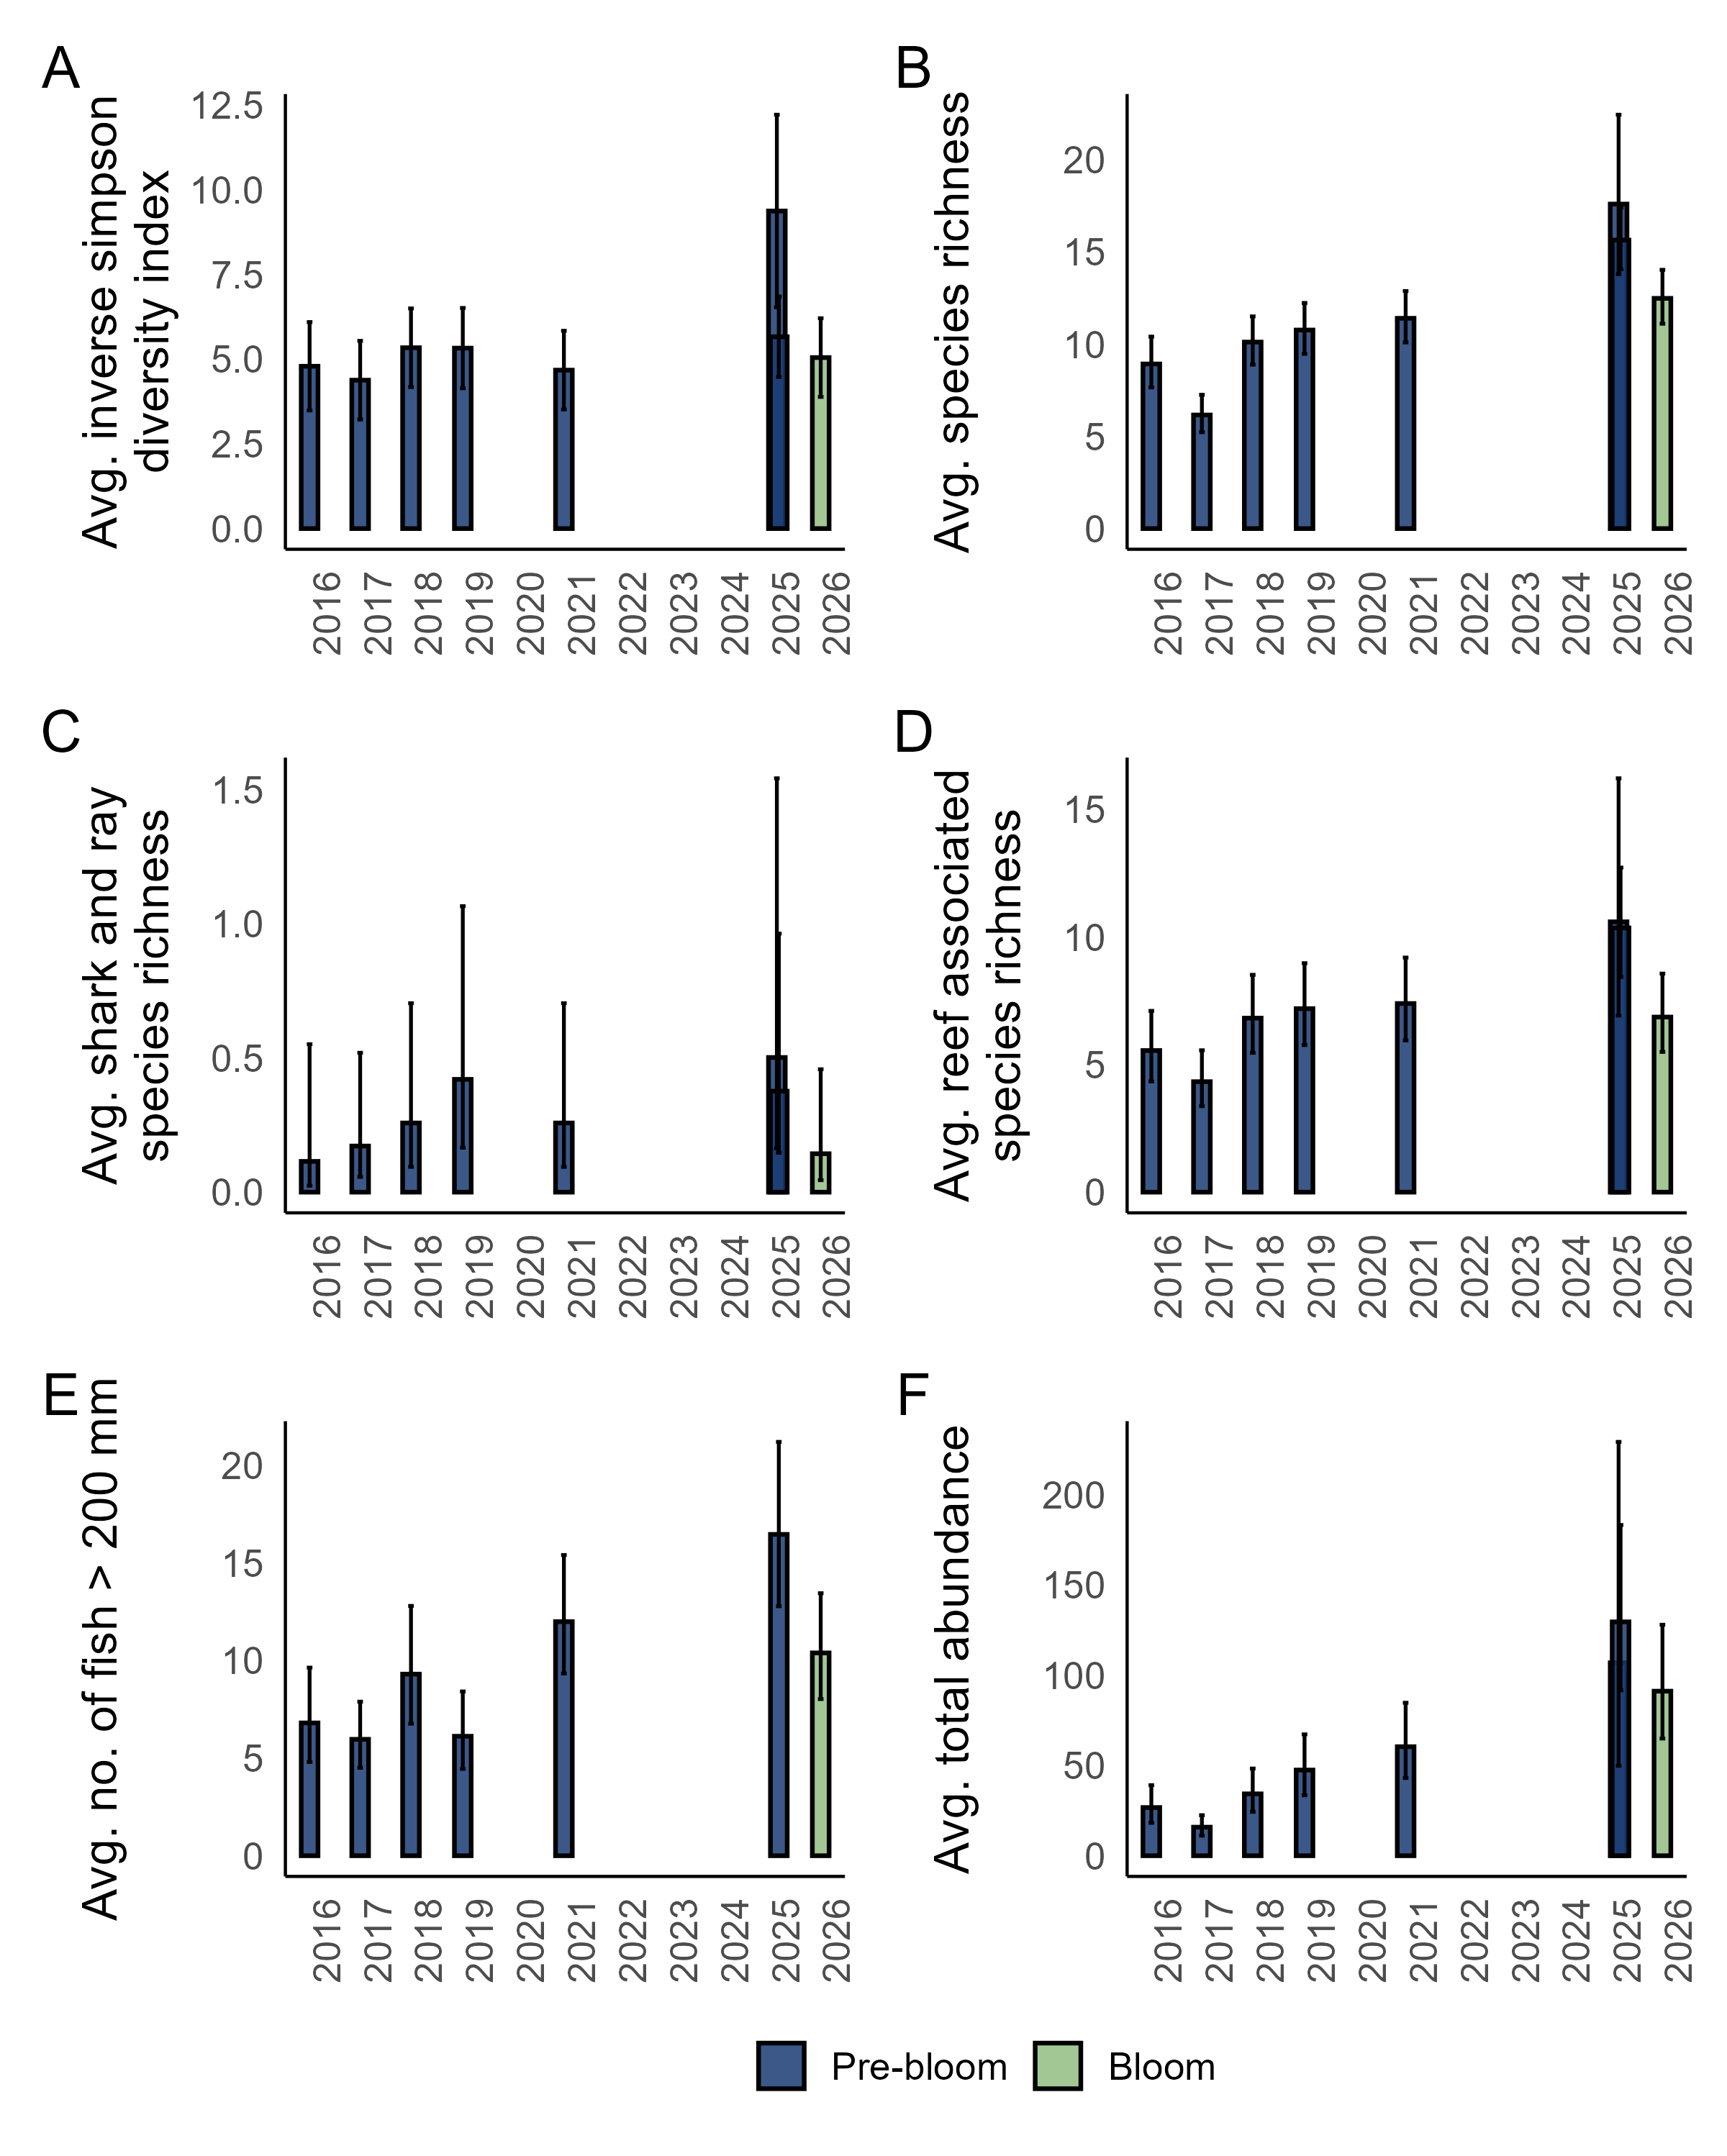 A
Avg. inverse simpson
diversity index
12.5
10.0
7.5
5.0
2.5
0.0
2016 2017 2018 2019 2020 2021 2022 2023 2024 2025 2026
B
Avg. species richness
20
15
10
5
0
2016 2017 2018 2019 2020 2021 2022 2023 2024 2025 2026
C
Avg. shark and ray
species richness
1.5
1.0
0.5
0.0
2016 2017 2018 2019 2020 2021 2022 2023 2024 2025 2026
D
Avg. reef associated
species richness
15
10
5
0
2016 2017 2018 2019 2020 2021 2022 2023 2024 2025 2026
E
Avg. no. of fish > 200 mm
20
15
10
5
0
2016 2017 2018 2019 2020 2021 2022 2023 2024 2025 2026
F
Avg. total abundance
200
150
100
50
0
2016 2017 2018 2019 2020 2021 2022 2023 2024 2025 2026
Pre-bloom Bloom